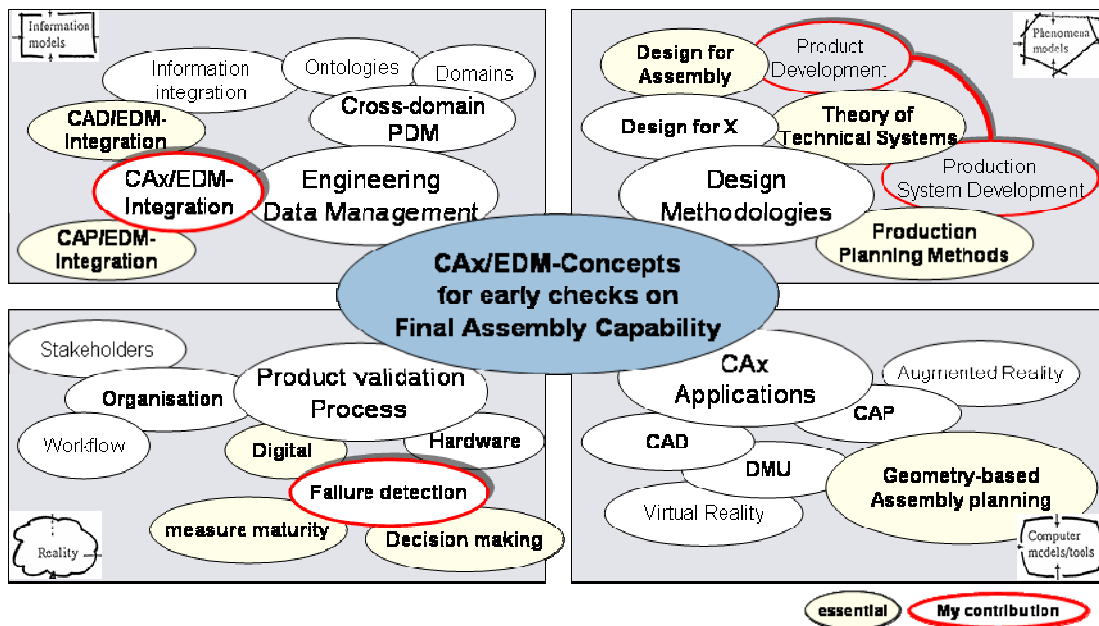 Information
models
Information
integration
Ontologies
Domains
CAD/EDM-
Integration
Cross-domain
PDM
CAx/EDM-
Integration
Engineering
Data Management
CAP/EDM-
Integration
Design for
Assembly
Product
Development
Phenomena
models
Design for X
Theory of
Technical Systems
Design
Methodologies
Production
System Development
Production
Planning Methods
CAx/EDM-Concepts
for early checks on
Final Assembly Capability
Stakeholders
Organisation
Product validation
Process
Workflow
Digital
Hardware
Failure detection
measure maturity
Decision making
Reality
CAx
Applications
Augmented Reality
CAP
CAD
DMU
Geometry-based
Assembly planning
Virtual Reality
Computer
models/tools
essential
My contribution